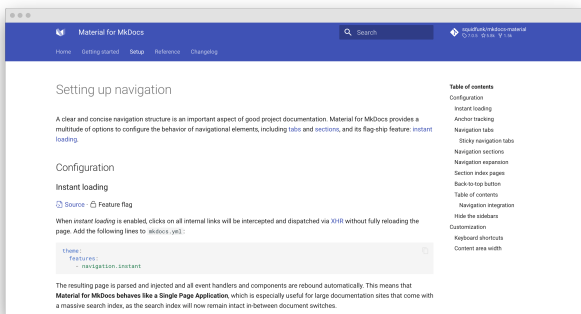 Material for MkDocs
Search
squidfunk/mkdocs-material
Home Getting started Setup Reference Changelog
Setting up navigation
A clear and concise navigation structure is an important aspect of good project documentation. Material for MkDocs provides a
multitude of options to configure the behavior of navigational elements, including tabs and sections, and its flag-ship feature: instant
loading.
Configuration
Instant loading
Source · Feature flag
When instant loading is enabled, clicks on all internal links will be intercepted and dispatched via XHR without fully reloading the
page. Add the following lines to mkdocs.yml:
theme:
features:
- navigation.instant
The resulting page is parsed and injected and all event handlers and components are rebound automatically. This means that
Material for MkDocs behaves like a Single Page Application, which is especially useful for large documentation sites that come with
a massive search index, as the search index will now remain intact in-between document switches.
Table of contents
Configuration
Instant loading
Anchor tracking
Navigation tabs
Sticky navigation tabs
Navigation sections
Navigation expansion
Section index pages
Back-to-top button
Table of contents
Navigation integration
Hide the sidebars
Customization
Keyboard shortcuts
Content area width